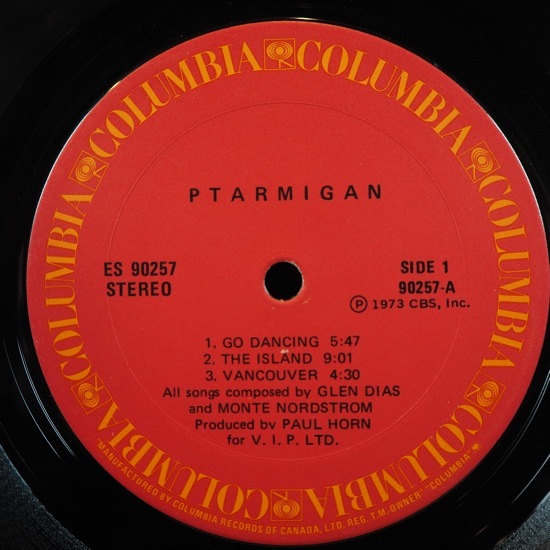 COLUMBIA COLUMBIA COLUMBIA COLUMBIA COLUMBIA COLUMBIA COLUMBIA COLUMBIA
PTARMIGAN
ES 90257
STEREO
SIDE 1
90257-A
Ⓟ 1973 CBS, Inc.
1. GO DANCING 5:47
2. THE ISLAND 9:01
3. VANCOUVER 4:30
All songs composed by GLEN DIAS
and MONTE NORDSTROM
Produced by PAUL HORN
for V. I. P. LTD.
"MANUFACTURED BY COLUMBIA RECORDS OF CANADA, LTD. REG. T.M. OWNER" "COLUMBIA"